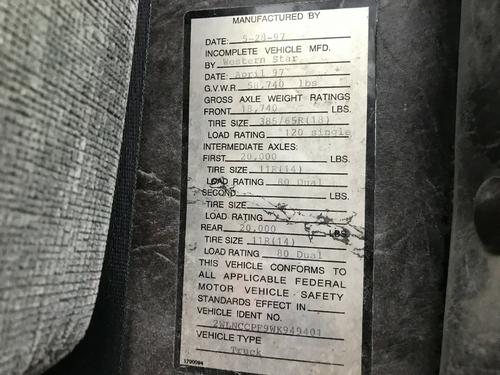 MANUFACTURED BY
DATE: 5-28-97
INCOMPLETE VEHICLE MFD.
BY Western Star
DATE: April 97
G.V.W.R. 58,740 lbs
GROSS AXLE WEIGHT RATINGS
FRONT 18,740 LBS.
TIRE SIZE 385/65R(18)
LOAD RATING 120 single
INTERMEDIATE AXLES:
FIRST 20,000 LBS.
TIRE SIZE 11R(14)
LOAD RATING 80 Dual
SECOND LBS.
TIRE SIZE
LOAD RATING
REAR 20,000 LBS.
TIRE SIZE 11R(14)
LOAD RATING 80 Dual
THIS VEHICLE CONFORMS TO
ALL APPLICABLE FEDERAL
MOTOR VEHICLE SAFETY
STANDARDS EFFECT IN
VEHICLE IDENT NO.
2WLNCCPF9WK949401
VEHICLE TYPE
Truck
1790094